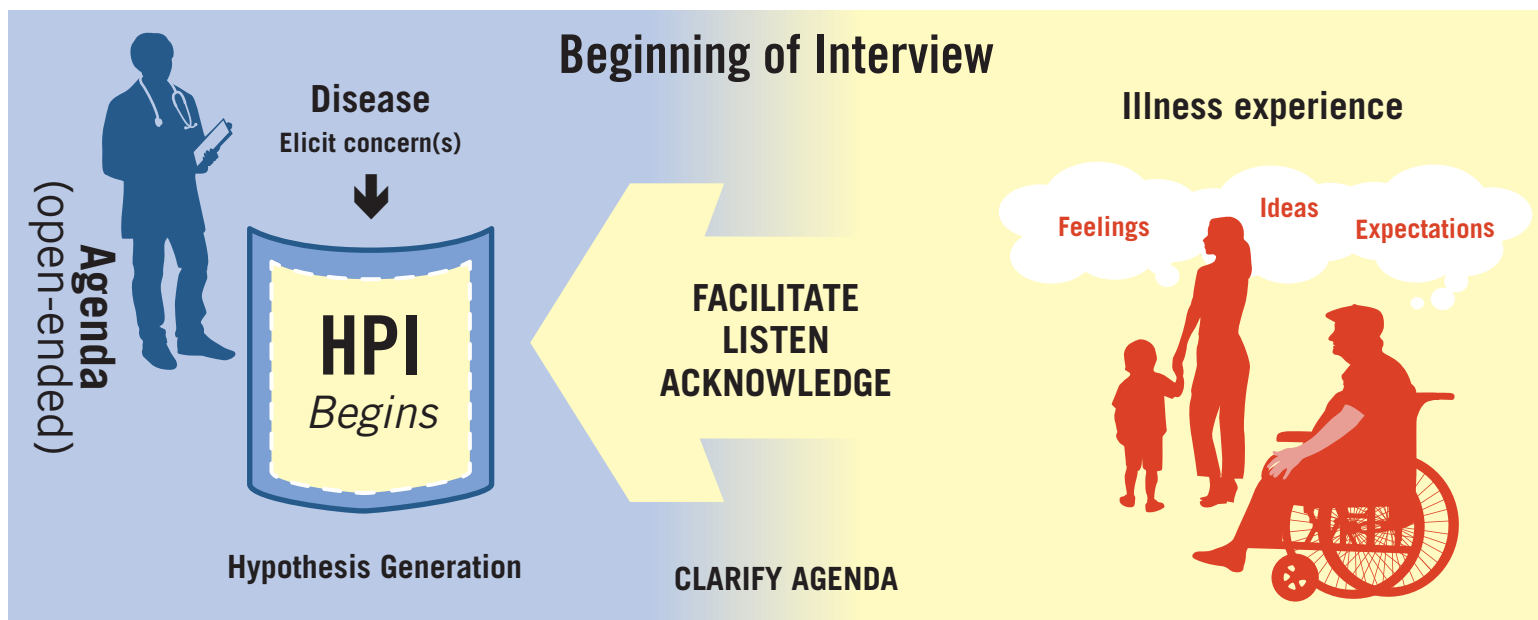 Beginning of Interview
Agenda
(open-ended)
Disease
Elicit concern(s)
HPI
Begins
Hypothesis Generation
FACILITATE
LISTEN
ACKNOWLEDGE
CLARIFY AGENDA
Illness experience
Feelings
Ideas
Expectations